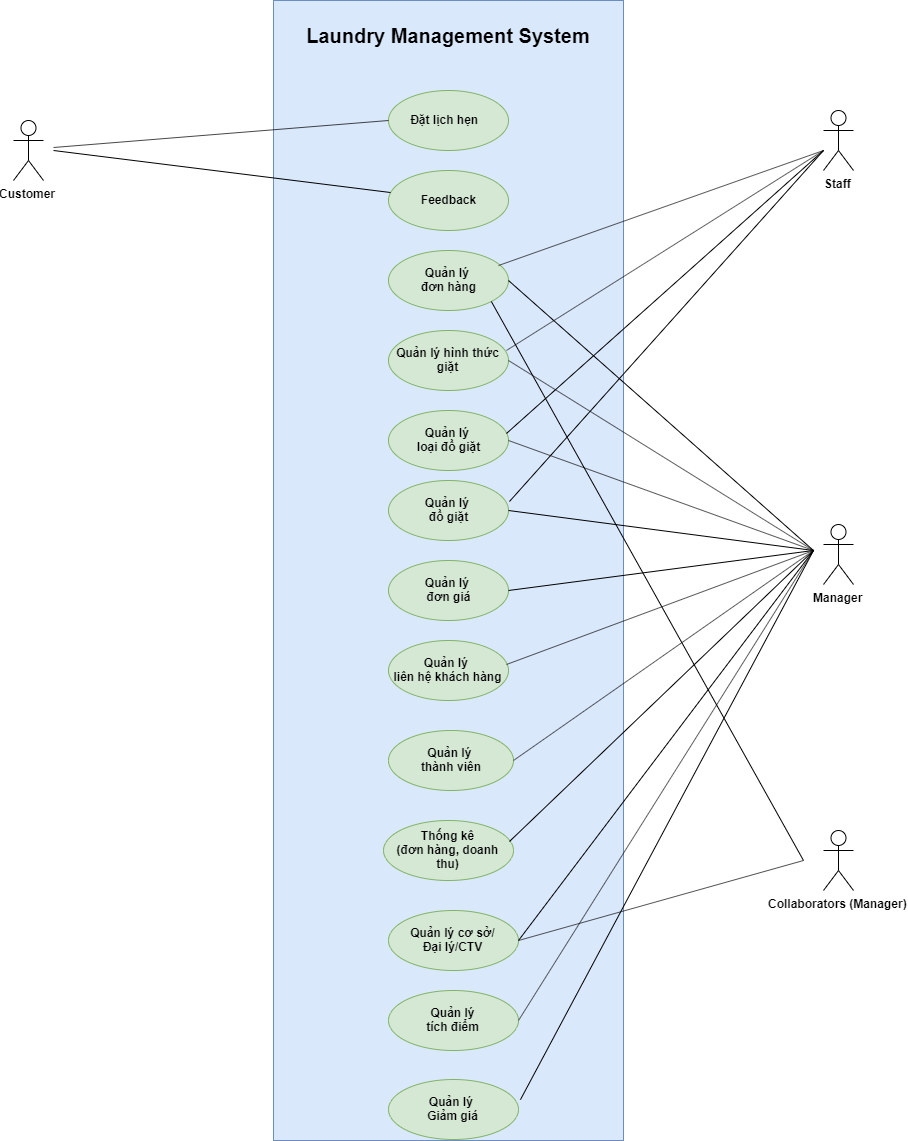 Laundry Management System
Đặt lịch hẹn
Customer
Staff
Feedback
Quản lý
đơn hàng
Quản lý hình thức
giặt
Quản lý
loại đồ giặt
Quản lý
đồ giặt
Quản lý
đơn giá
Manager
Quản lý
liên hệ khách hàng
Quản lý
thành viên
Thống kê
(đơn hàng, doanh
thu)
Collaborators (Manager)
Quản lý cơ sở/
Đại lý/CTV
Quản lý
tích điểm
Quản lý
Giảm giá